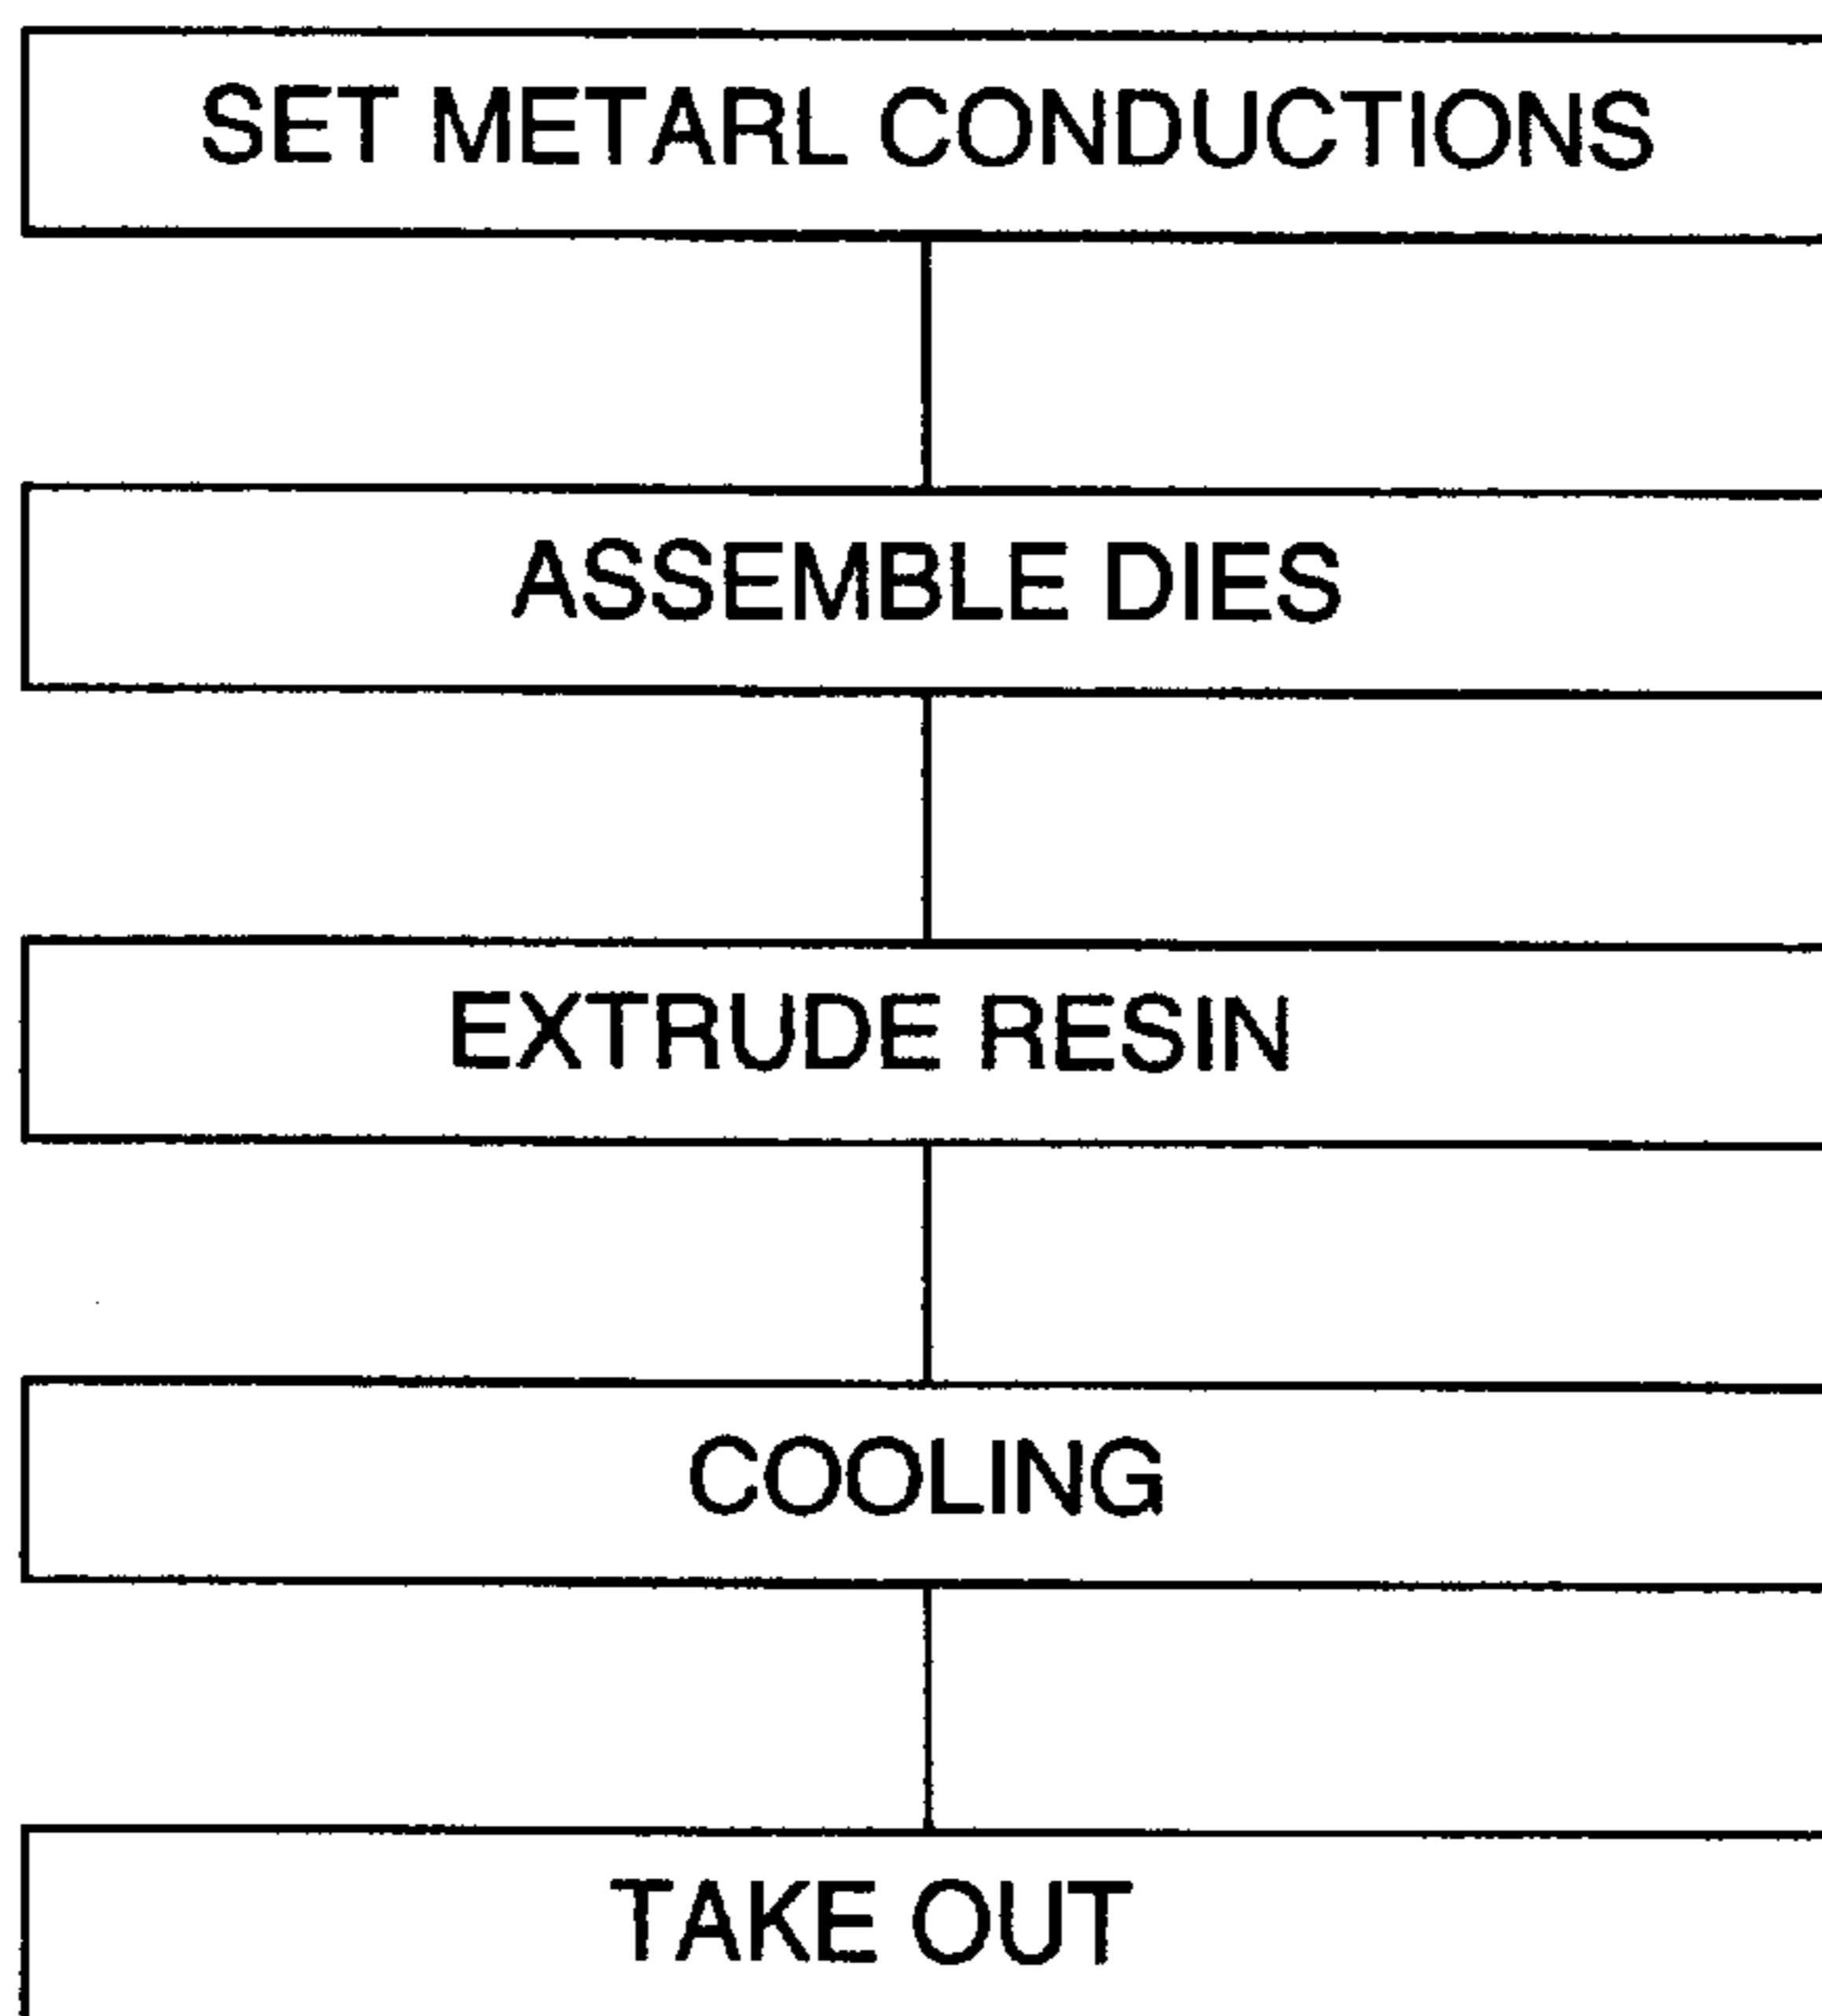 SET METARL CONDUCTIONS
ASSEMBLE DIES
EXTRUDE RESIN
COOLING
TAKE OUT